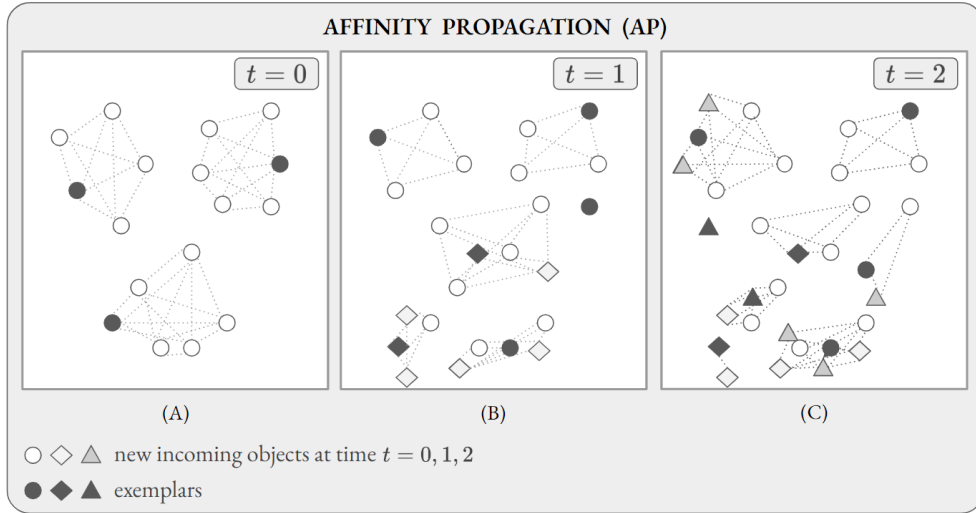 AFFINITY PROPAGATION (AP)
t = 0
t = 1
t = 2
(A)
(B)
(C)
new incoming objects at time t = 0, 1, 2
exemplars